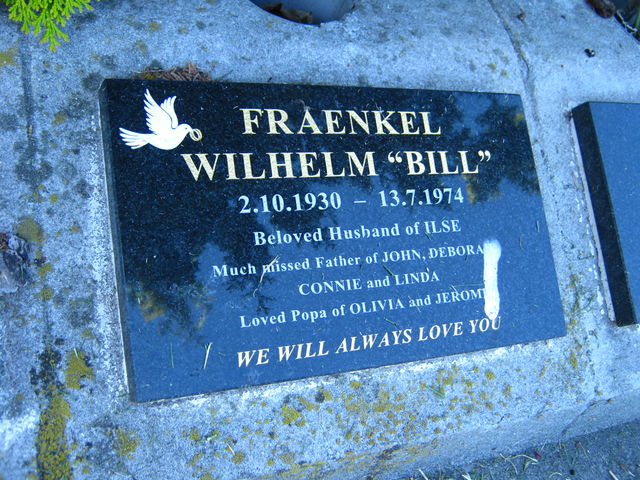 FRAENKEL
WILHELM “BILL”
2.10.1930 – 13.7.1974
Beloved Husband of ILSE
Much missed Father of JOHN,
CONNIE and LINDA
Loved Popa of OLIVIA and
WE WILL ALWAYS LOVE YOU